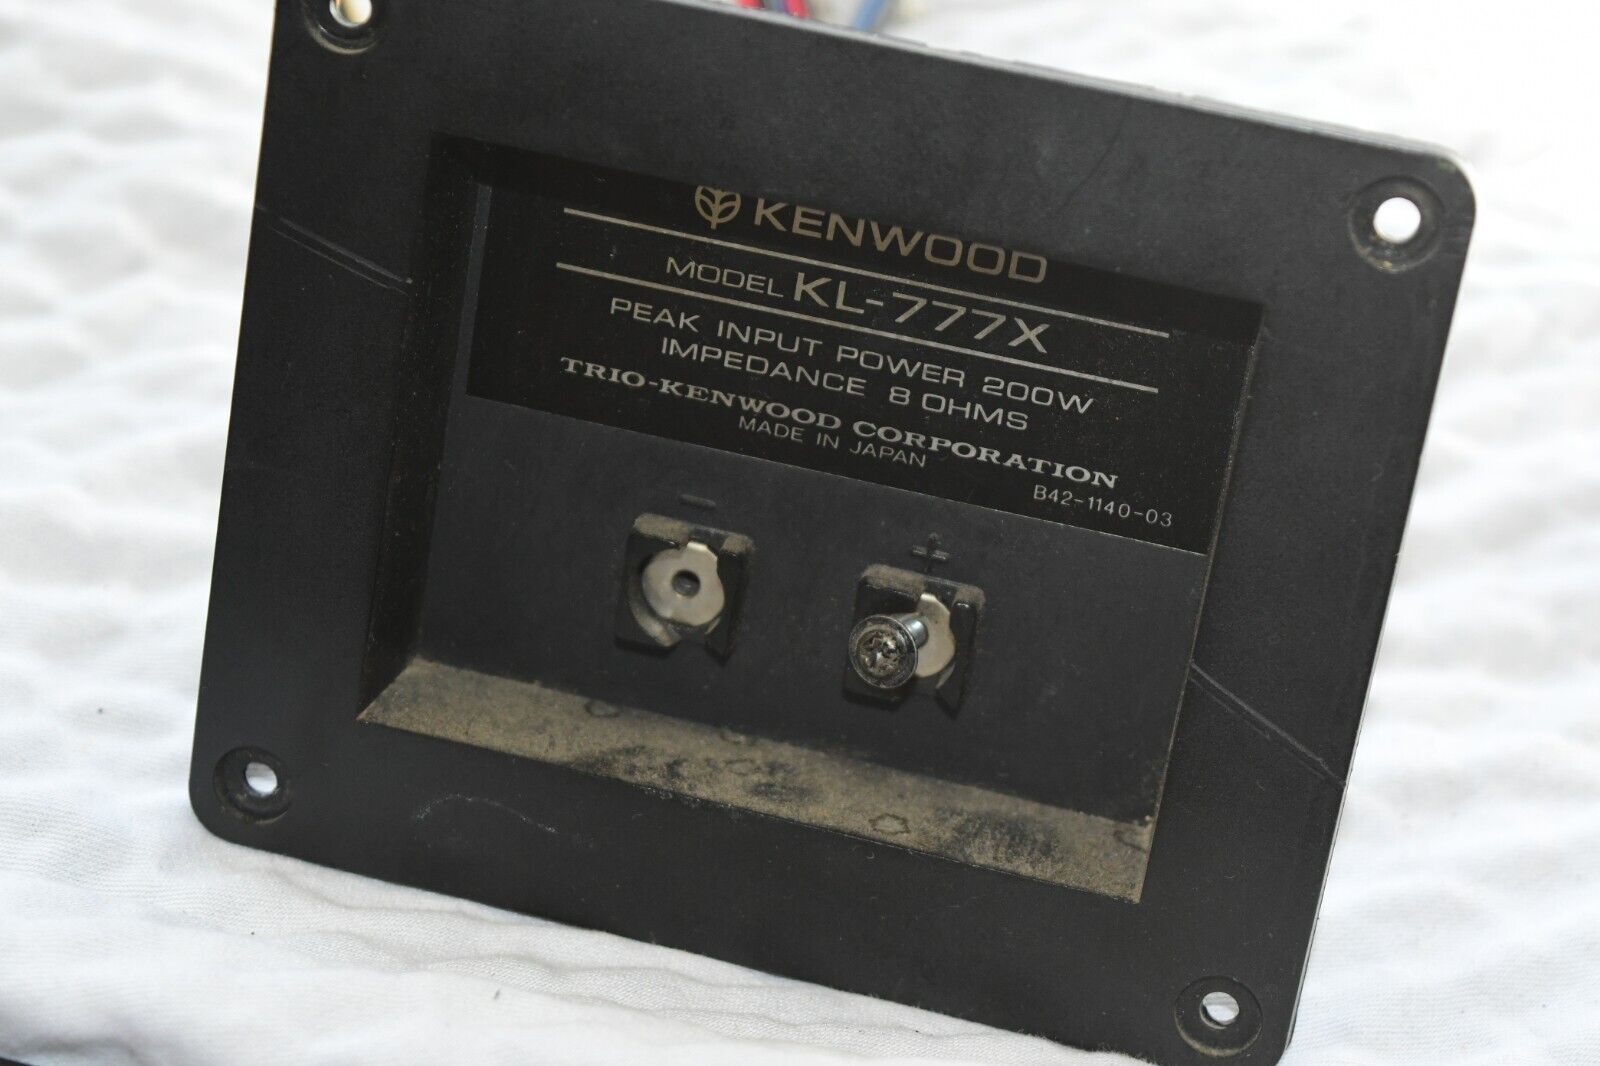 KENWOOD
MODEL KL-777X
PEAK INPUT POWER 200W
IMPEDANCE 8 OHMS
TRIO-KENWOOD CORPORATION
MADE IN JAPAN
B42-1140-03
- +